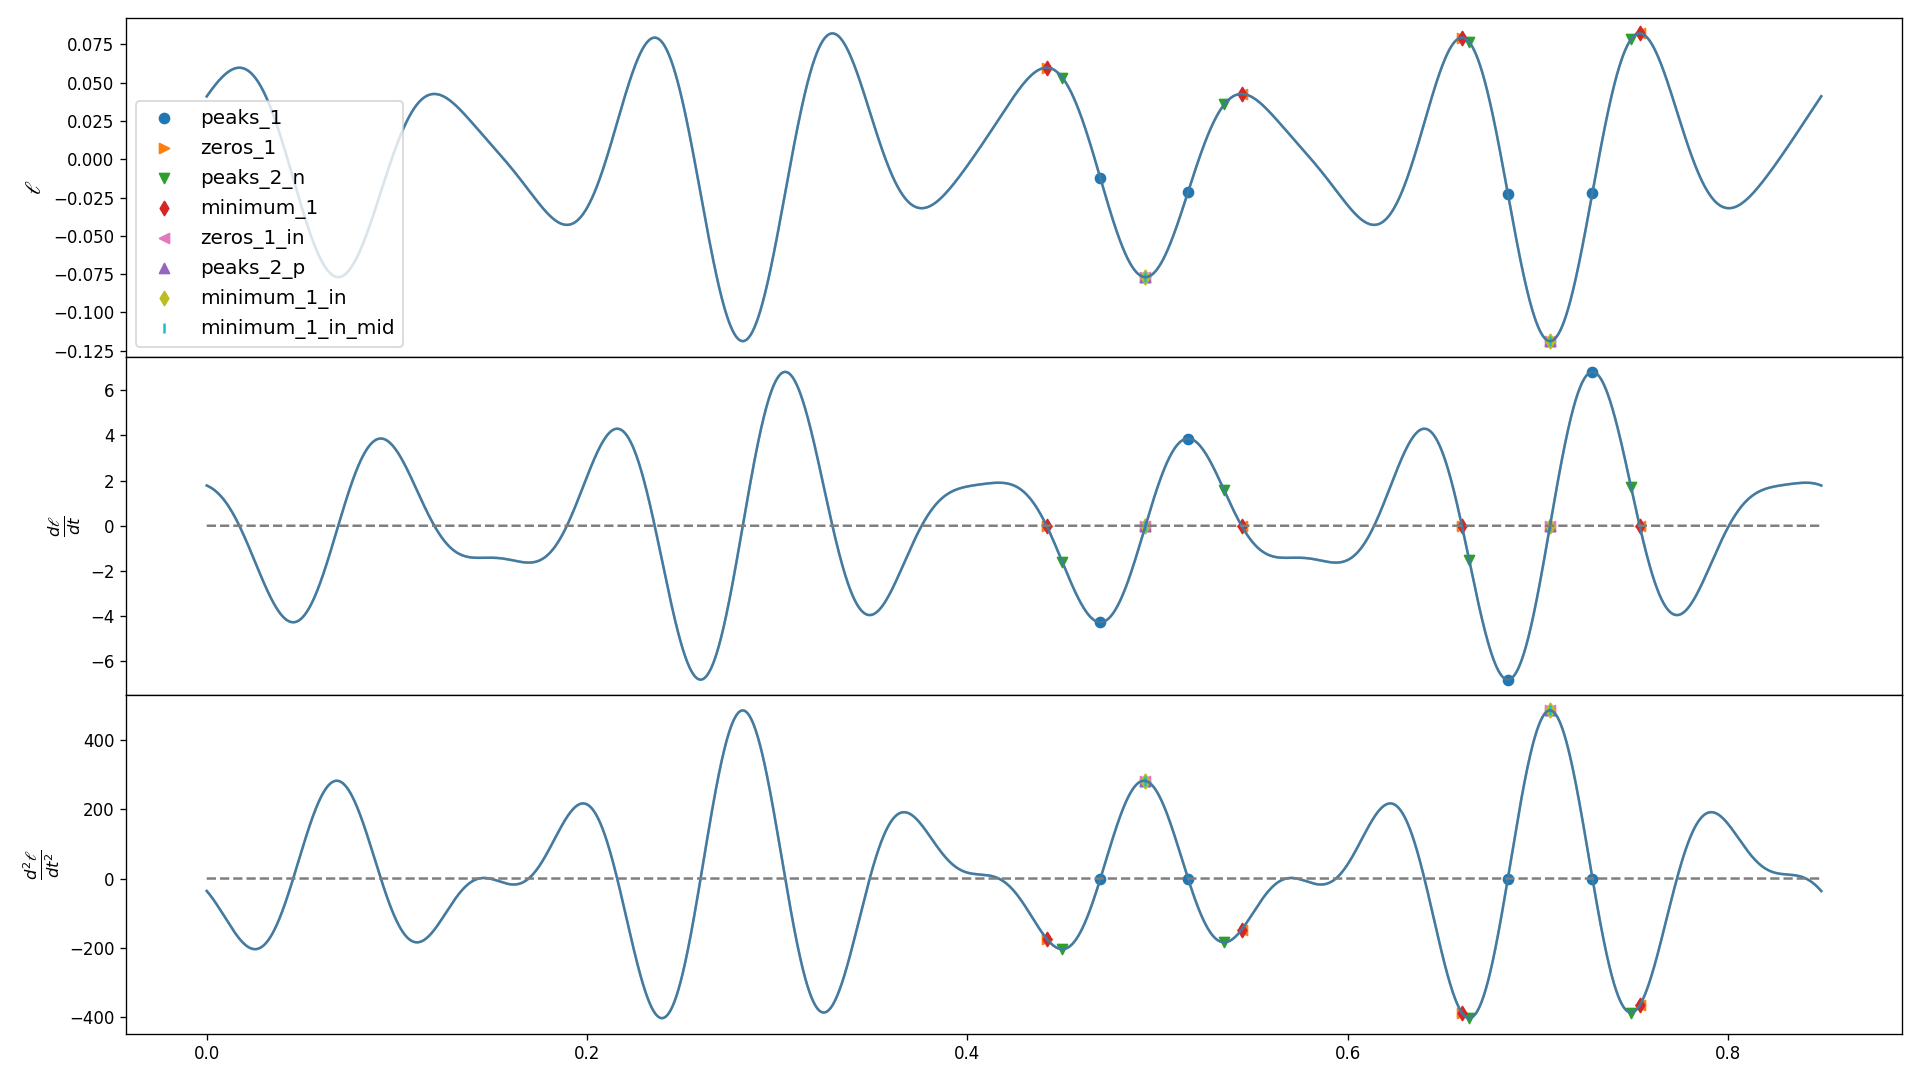 0.075
0.050
0.025
0.000
−0.025
−0.050
−0.075
−0.100
−0.125
ℓ
peaks_1
zeros_1
peaks_2_n
minimum_1
zeros_1_in
peaks_2_p
minimum_1_in
minimum_1_in_mid
6
4
2
0
−2
−4
−6
dℓ
dt
400
200
0
−200
−400
d²ℓ
dt²
0.0 0.2 0.4 0.6 0.8